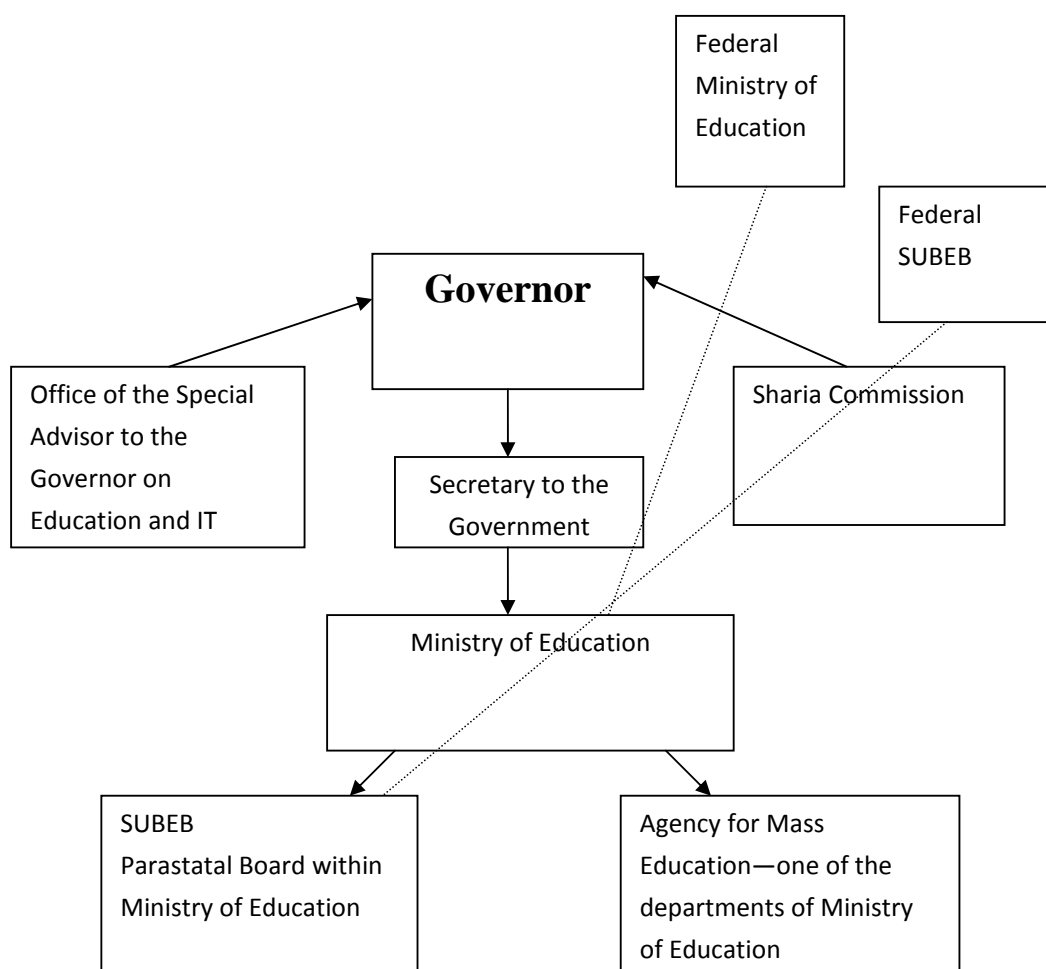 Federal
Ministry of
Education
Federal
SUBEB
Governor
Office of the Special
Advisor to the
Governor on
Education and IT
Sharia Commission
Secretary to the
Government
Ministry of Education
SUBEB
Parastatal Board within
Ministry of Education
Agency for Mass
Education—one of the
departments of Ministry
of Education